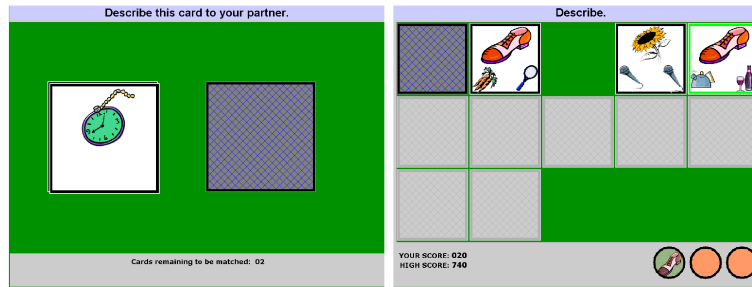 Describe this card to your partner.
Cards remaining to be matched: 02
Describe.
YOUR SCORE: 020
HIGH SCORE: 740